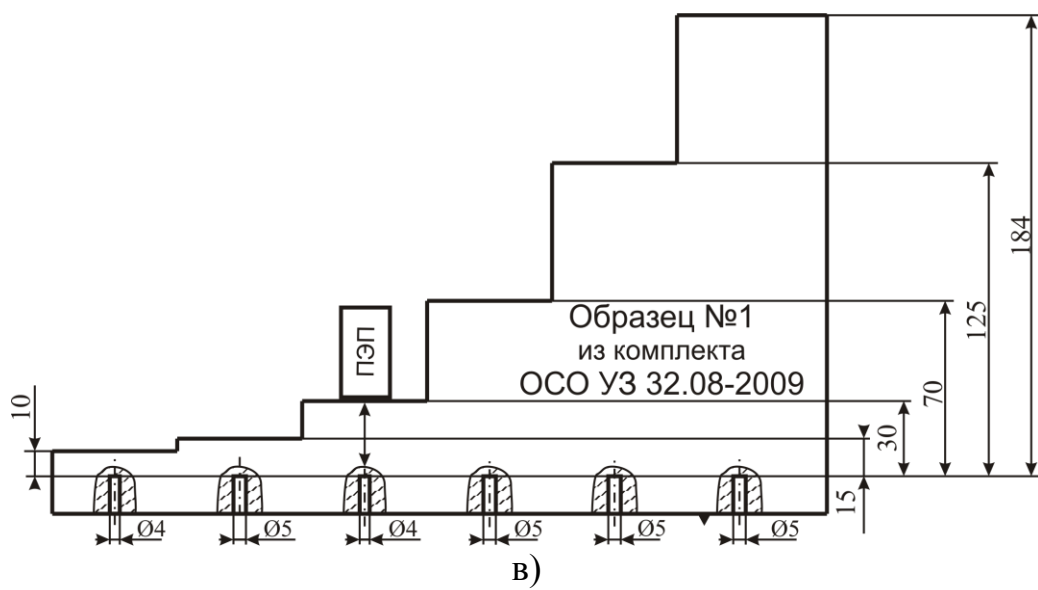 184
125
ПЭП
Образец №1
из комплекта
ОСО УЗ 32.08-2009
70
10
30
15
Ø4
Ø5
Ø4
Ø5
Ø5
Ø5
в)